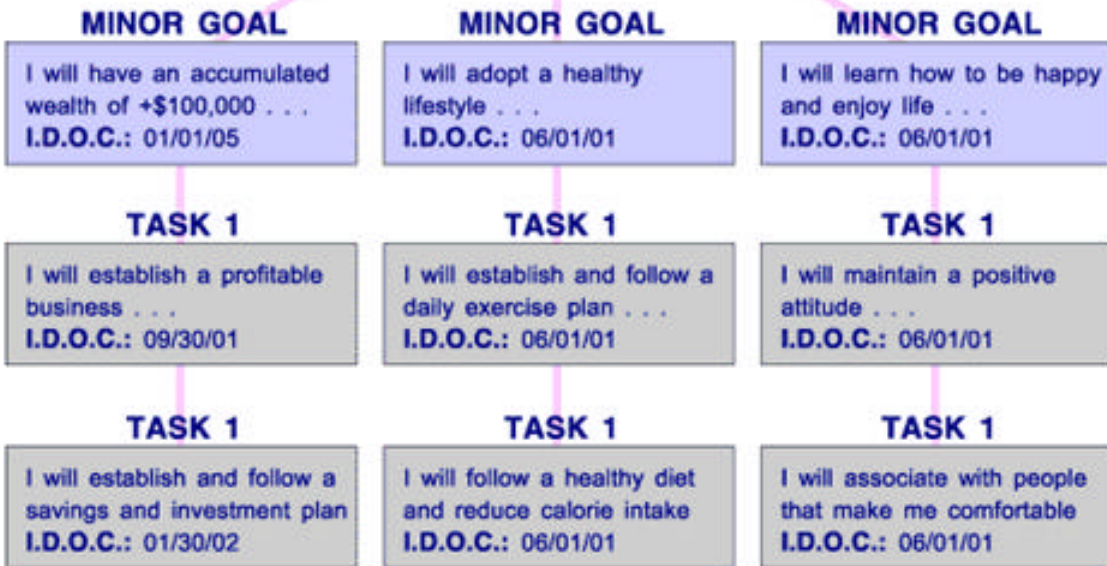 MINOR GOAL
I will have an accumulated
wealth of +$100,000 . . .
I.D.O.C.: 01/01/05
MINOR GOAL
I will adopt a healthy
lifestyle . . .
I.D.O.C.: 06/01/01
MINOR GOAL
I will learn how to be happy
and enjoy life . . .
I.D.O.C.: 06/01/01
TASK 1
I will establish a profitable
business . . .
I.D.O.C.: 09/30/01
TASK 1
I will establish and follow a
daily exercise plan . . .
I.D.O.C.: 06/01/01
TASK 1
I will maintain a positive
attitude . . .
I.D.O.C.: 06/01/01
TASK 1
I will establish and follow a
savings and investment plan
I.D.O.C.: 01/30/02
TASK 1
I will follow a healthy diet
and reduce calorie intake
I.D.O.C.: 06/01/01
TASK 1
I will associate with people
that make me comfortable
I.D.O.C.: 06/01/01